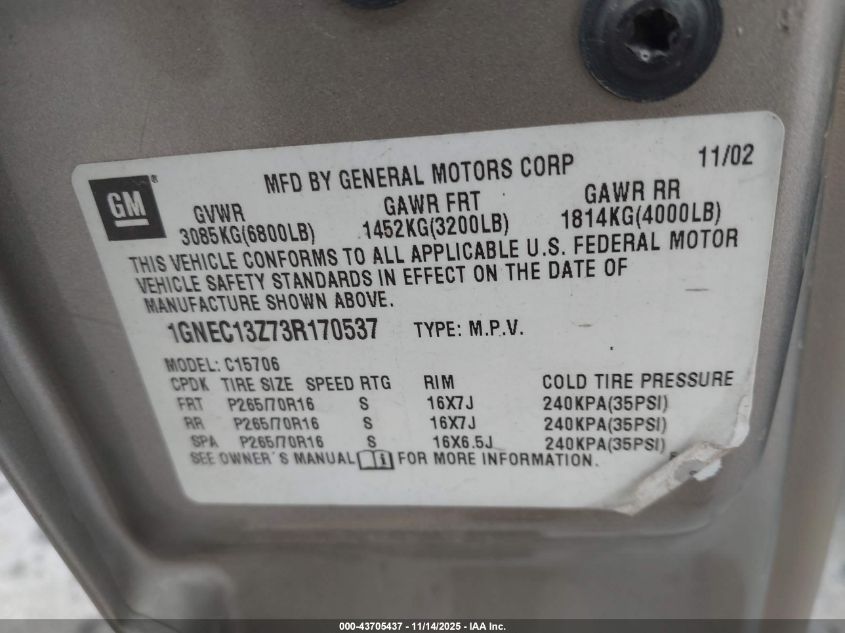 GM®
MFD BY GENERAL MOTORS CORP 11/02
GVWR GAWR FRT GAWR RR
3085KG(6800LB) 1452KG(3200LB) 1814KG(4000LB)
THIS VEHICLE CONFORMS TO ALL APPLICABLE U.S. FEDERAL MOTOR
VEHICLE SAFETY STANDARDS IN EFFECT ON THE DATE OF
MANUFACTURE SHOWN ABOVE.
1GNEC13Z73R170537 TYPE: M.P.V.
MODEL: C15706
CPDK TIRE SIZE SPEED RTG RIM COLD TIRE PRESSURE
FRT P265/70R16 S 16X7J 240KPA(35PSI)
RR P265/70R16 S 16X7J 240KPA(35PSI)
SPA P265/70R16 S 16X6.5J 240KPA(35PSI)
SEE OWNER'S MANUAL FOR MORE INFORMATION.
000-43705437 - 11/14/2025 - IAA Inc.